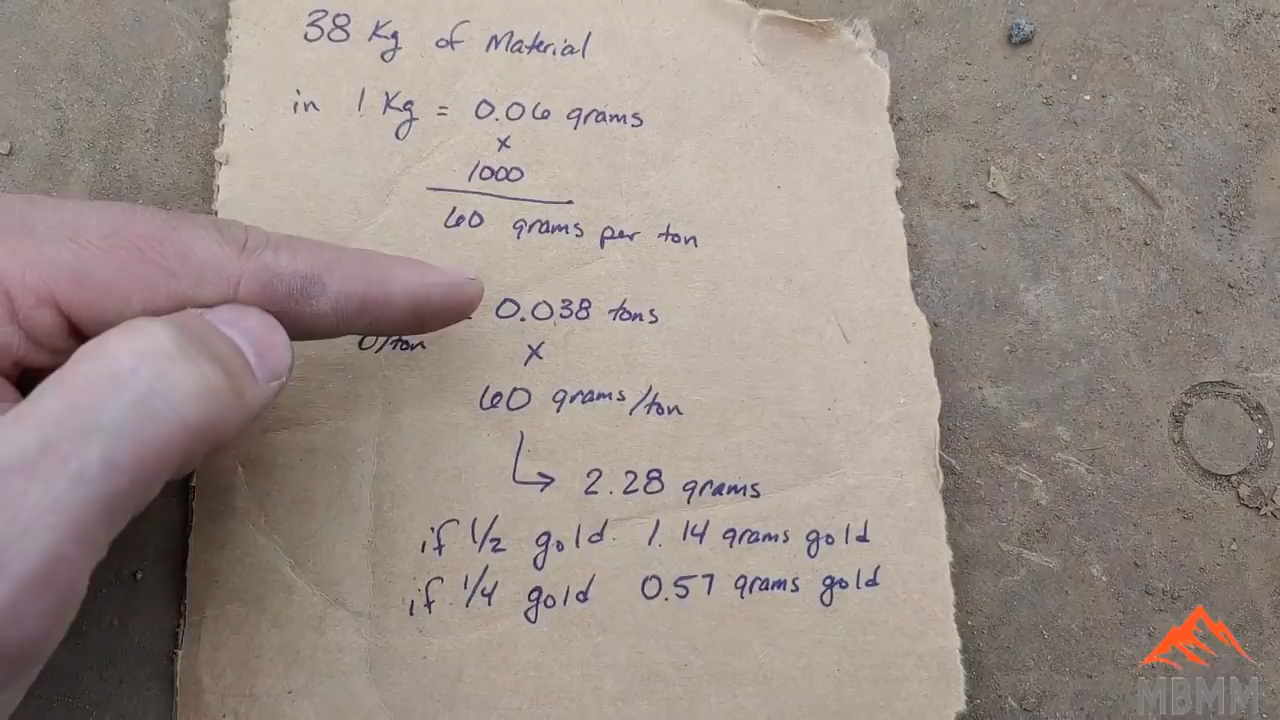 38 Kg of Material
in 1 Kg = 0.06 grams
x
1000
60 grams per ton
0.038 tons
0/ton
x
60 grams/ton
2.28 grams
if 1/2 gold. 1.14 grams gold
if 1/4 gold 0.57 grams gold
MBMM